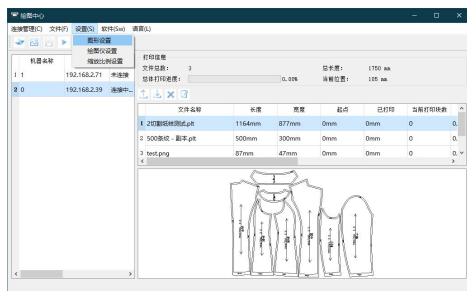 绘图中心
连接管理(C) 文件(F) 设置(S) 软件(Sw) 语言(L)
图形设置
绘图仪设置
缩放比例设置
机器名称
1 1 192.168.2.71 未连接
2 0 192.168.2.39 连接中...
打印信息
文件总数： 3 总长度： 1750 mm
总体打印进度： 0.00% 当前位置： 105 mm
文件名称 长度 宽度 起点 已打印 当前打印块数
1 2切割纸样测试.plt 1164mm 877mm 0mm 0mm 0 0.
2 500条纹 - 副本.plt 500mm 300mm 0mm 0mm 0 0.
3 test.png 87mm 47mm 0mm 0mm 0 0.